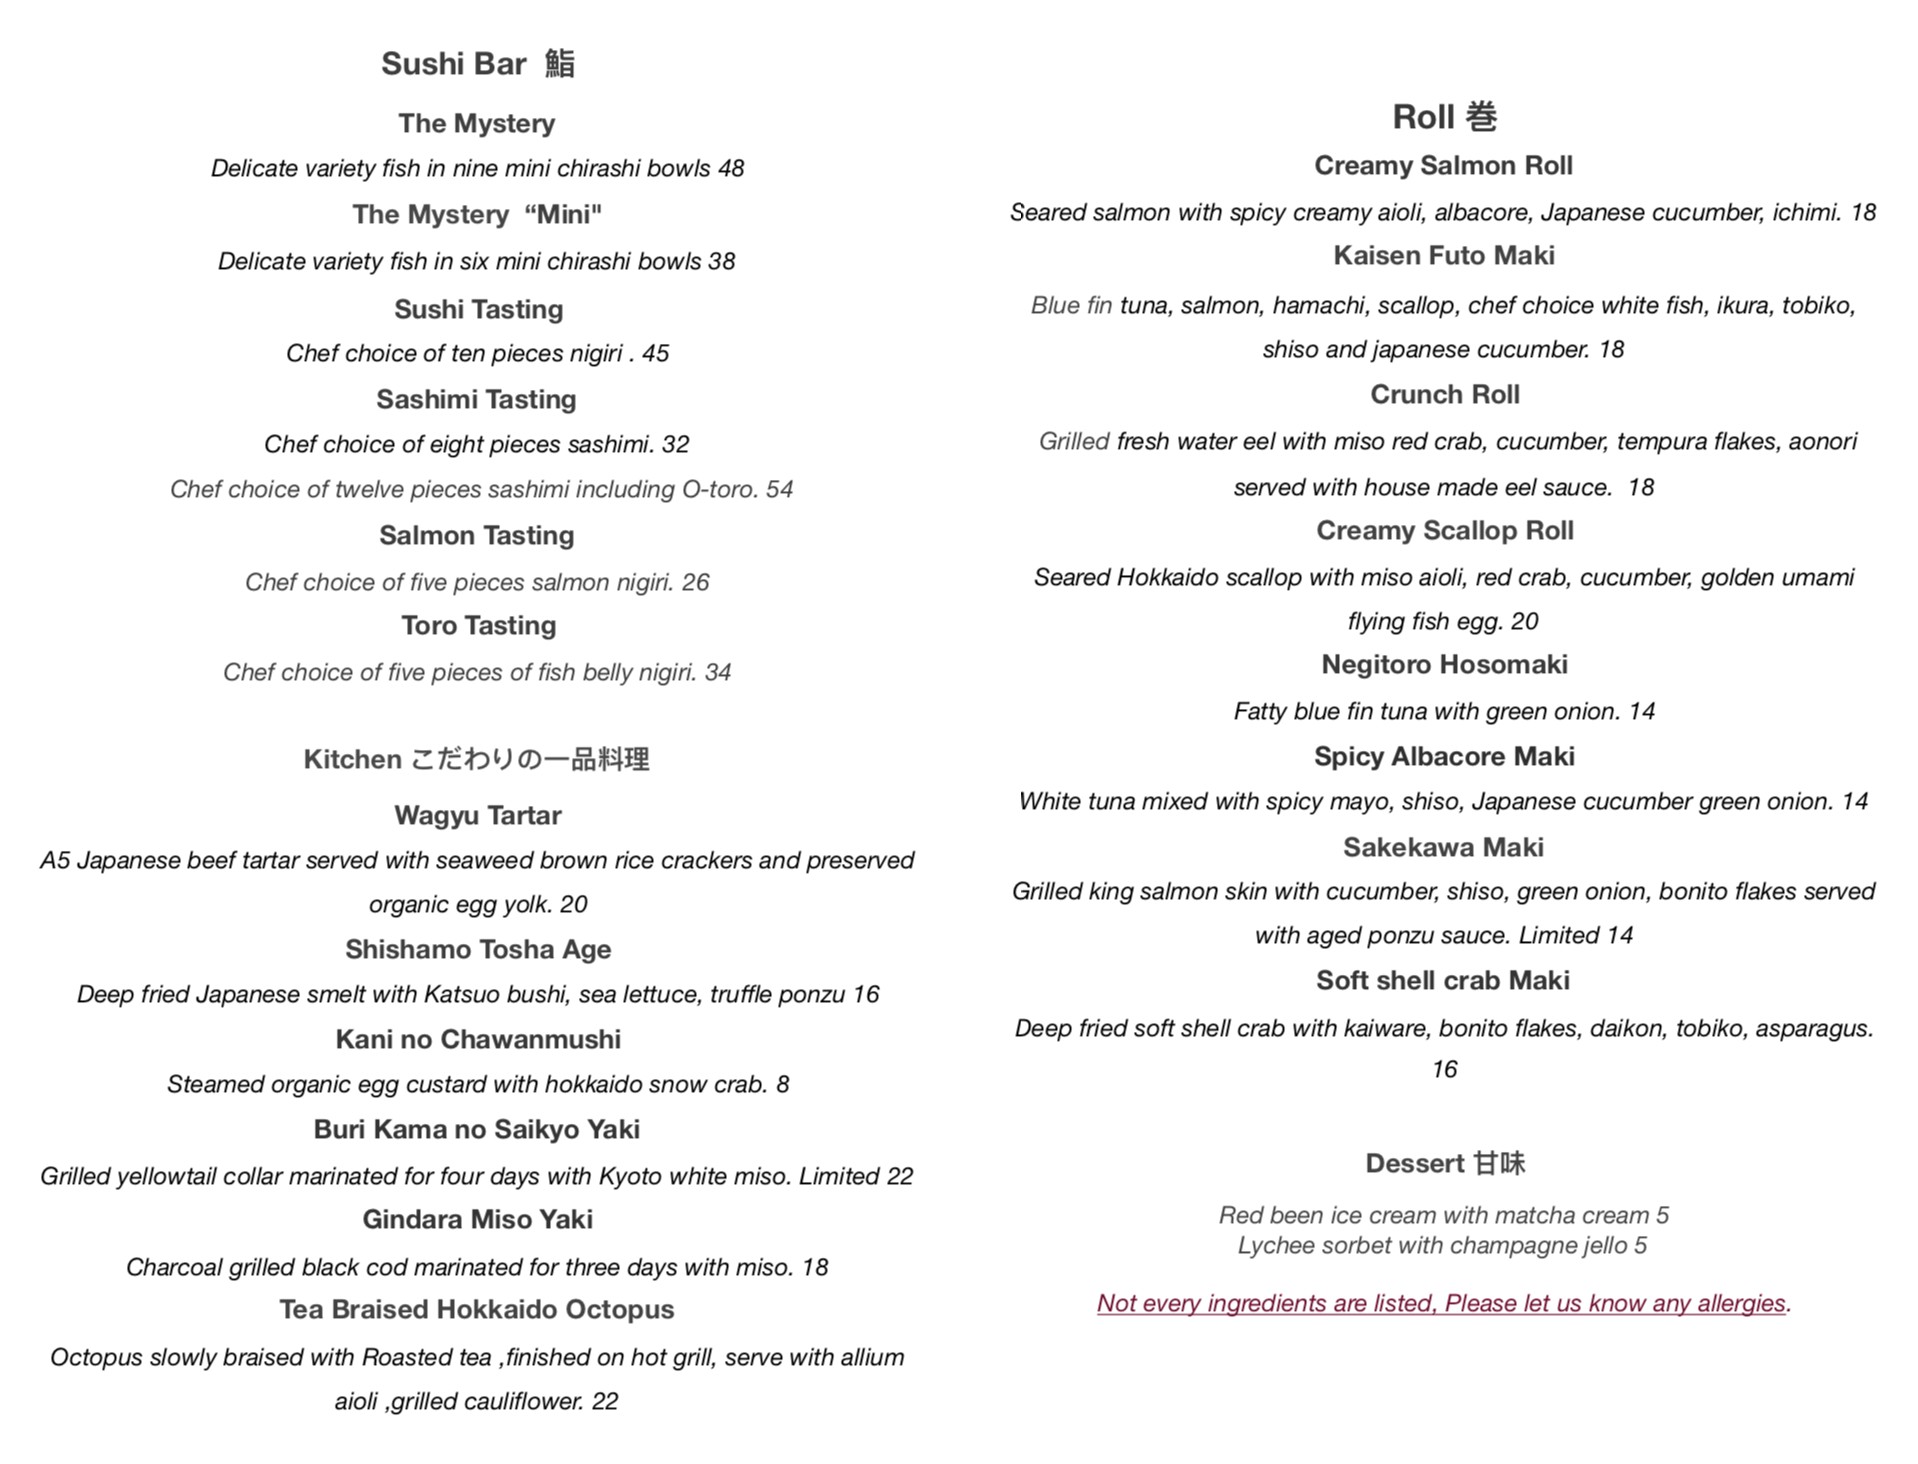 Sushi Bar 鮨
The Mystery
Delicate variety fish in nine mini chirashi bowls 48
The Mystery “Mini"
Delicate variety fish in six mini chirashi bowls 38
Sushi Tasting
Chef choice of ten pieces nigiri . 45
Sashimi Tasting
Chef choice of eight pieces sashimi. 32
Chef choice of twelve pieces sashimi including O-toro. 54
Salmon Tasting
Chef choice of five pieces salmon nigiri. 26
Toro Tasting
Chef choice of five pieces of fish belly nigiri. 34
Kitchen こだわりの一品料理
Wagyu Tartar
A5 Japanese beef tartar served with seaweed brown rice crackers and preserved
organic egg yolk. 20
Shishamo Tosha Age
Deep fried Japanese smelt with Katsuo bushi, sea lettuce, truffle ponzu 16
Kani no Chawanmushi
Steamed organic egg custard with hokkaido snow crab. 8
Buri Kama no Saikyo Yaki
Grilled yellowtail collar marinated for four days with Kyoto white miso. Limited 22
Gindara Miso Yaki
Charcoal grilled black cod marinated for three days with miso. 18
Tea Braised Hokkaido Octopus
Octopus slowly braised with Roasted tea ,finished on hot grill, serve with allium
aioli ,grilled cauliflower. 22
Roll 巻
Creamy Salmon Roll
Seared salmon with spicy creamy aioli, albacore, Japanese cucumber, ichimi. 18
Kaisen Futo Maki
Blue fin tuna, salmon, hamachi, scallop, chef choice white fish, ikura, tobiko,
shiso and japanese cucumber. 18
Crunch Roll
Grilled fresh water eel with miso red crab, cucumber, tempura flakes, aonori
served with house made eel sauce. 18
Creamy Scallop Roll
Seared Hokkaido scallop with miso aioli, red crab, cucumber, golden umami
flying fish egg. 20
Negitoro Hosomaki
Fatty blue fin tuna with green onion. 14
Spicy Albacore Maki
White tuna mixed with spicy mayo, shiso, Japanese cucumber green onion. 14
Sakekawa Maki
Grilled king salmon skin with cucumber, shiso, green onion, bonito flakes served
with aged ponzu sauce. Limited 14
Soft shell crab Maki
Deep fried soft shell crab with kaiware, bonito flakes, daikon, tobiko, asparagus.
16
Dessert 甘味
Red been ice cream with matcha cream 5
Lychee sorbet with champagne jello 5
Not every ingredients are listed, Please let us know any allergies.